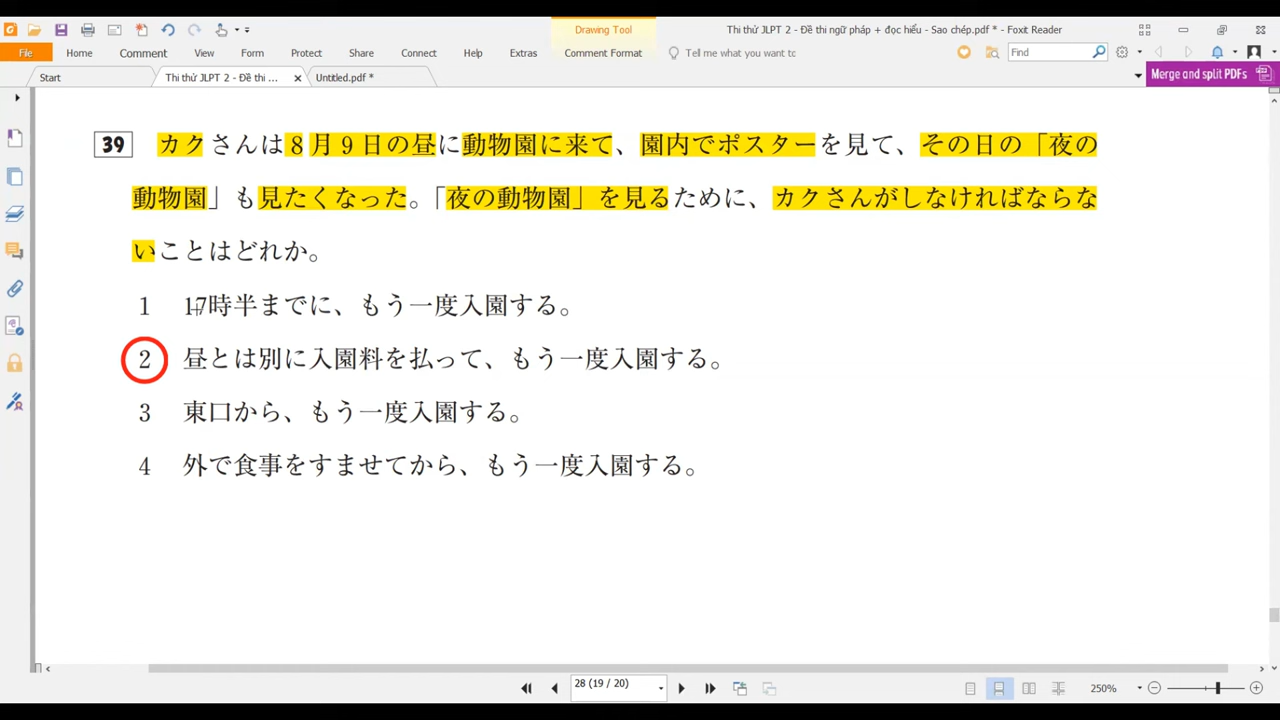 Drawing Tool
Thi thử JLPT 2 - Đề thi ngữ pháp + đọc hiểu - Sao chép.pdf * - Foxit Reader
File Home Comment View Form Protect Share Connect Help Extras Comment Format Tell me what you want to Find
Start Thi thử JLPT 2 - Đề thi ... Untitled.pdf * Merge and split PDFs
39 カクさんは8月9日の昼に動物園に来て、園内でポスターを見て、その日の「夜の
動物園」も見たくなった。「夜の動物園」を見るために、カクさんがしなければならな
いことはどれか。
1 17時半までに、もう一度入園する。
2 昼とは別に入園料を払って、もう一度入園する。
3 東口から、もう一度入園する。
4 外で食事をすませてから、もう一度入園する。
28 (19 / 20) 250%